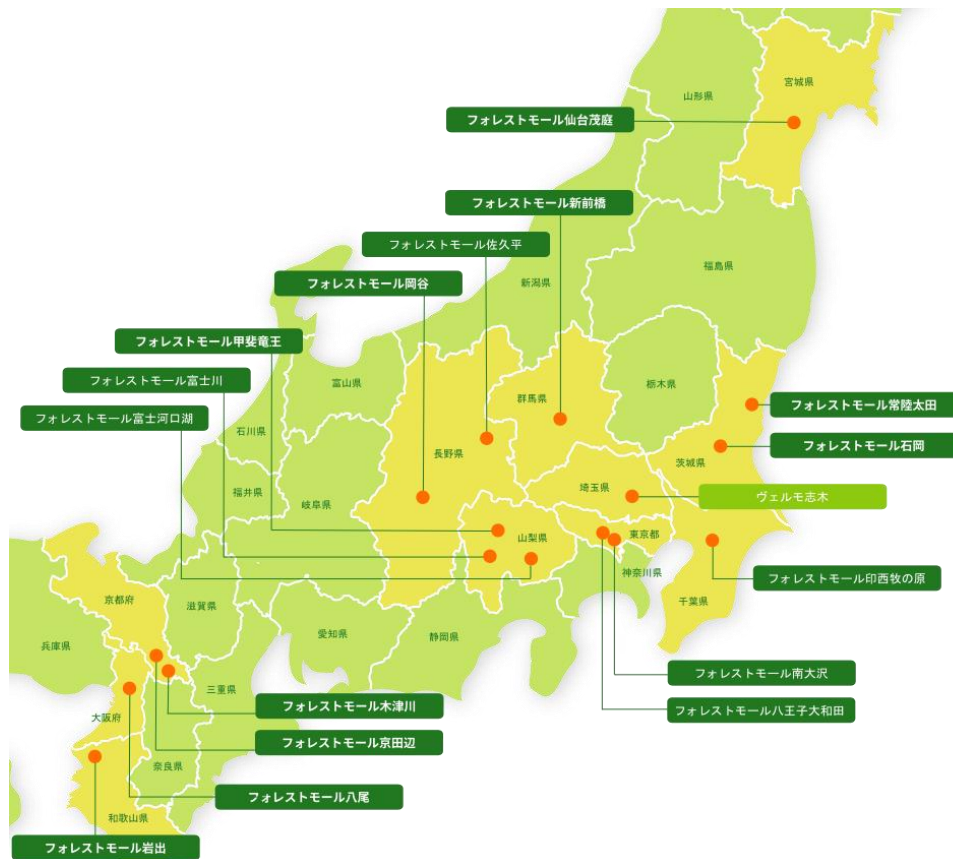 宮城県
山形県
フォレストモール仙台茂庭
フォレストモール新前橋
フォレストモール佐久平
福島県
フォレストモール岡谷
新潟県
フォレストモール甲斐竜王
フォレストモール富士川
富山県
栃木県
群馬県
フォレストモール常陸太田
フォレストモール富士河口湖
石川県
フォレストモール石岡
長野県
茨城県
福井県
埼玉県
ヴェルモ志木
岐阜県
山梨県
東京都
神奈川県
フォレストモール印西牧の原
京都府
滋賀県
千葉県
愛知県
静岡県
兵庫県
フォレストモール南大沢
三重県
フォレストモール木津川
フォレストモール八王子大和田
大阪府
フォレストモール京田辺
奈良県
フォレストモール八尾
和歌山県
フォレストモール岩出